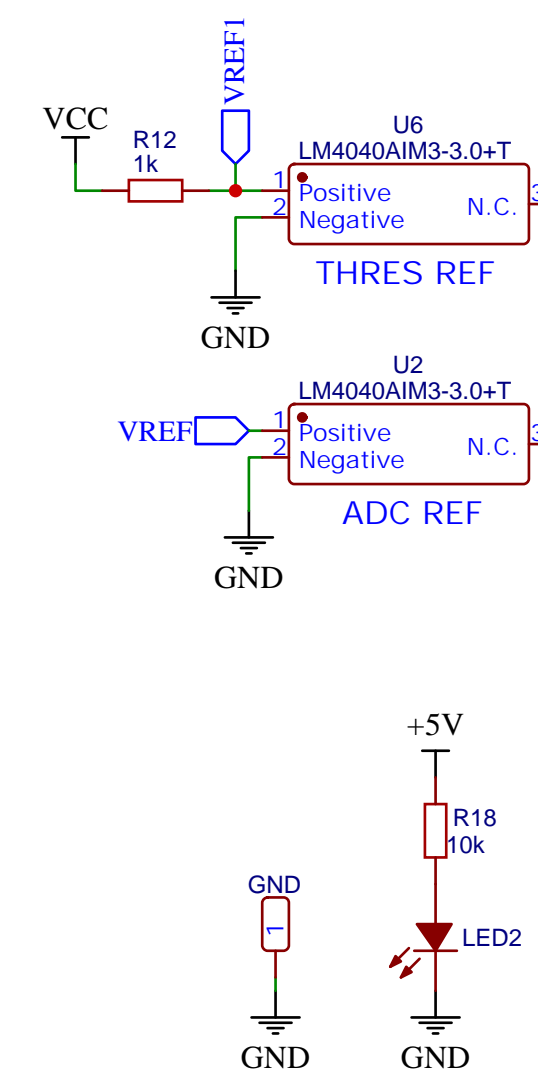 VREF1
VCC
R12
1k
U6
LM4040AIM3-3.0+T
1
Positive
N.C.
3
2
Negative
THRES REF
GND
U2
LM4040AIM3-3.0+T
VREF
1
Positive
N.C.
3
2
Negative
ADC REF
GND
+5V
R18
10k
GND
1
LED2
GND
GND